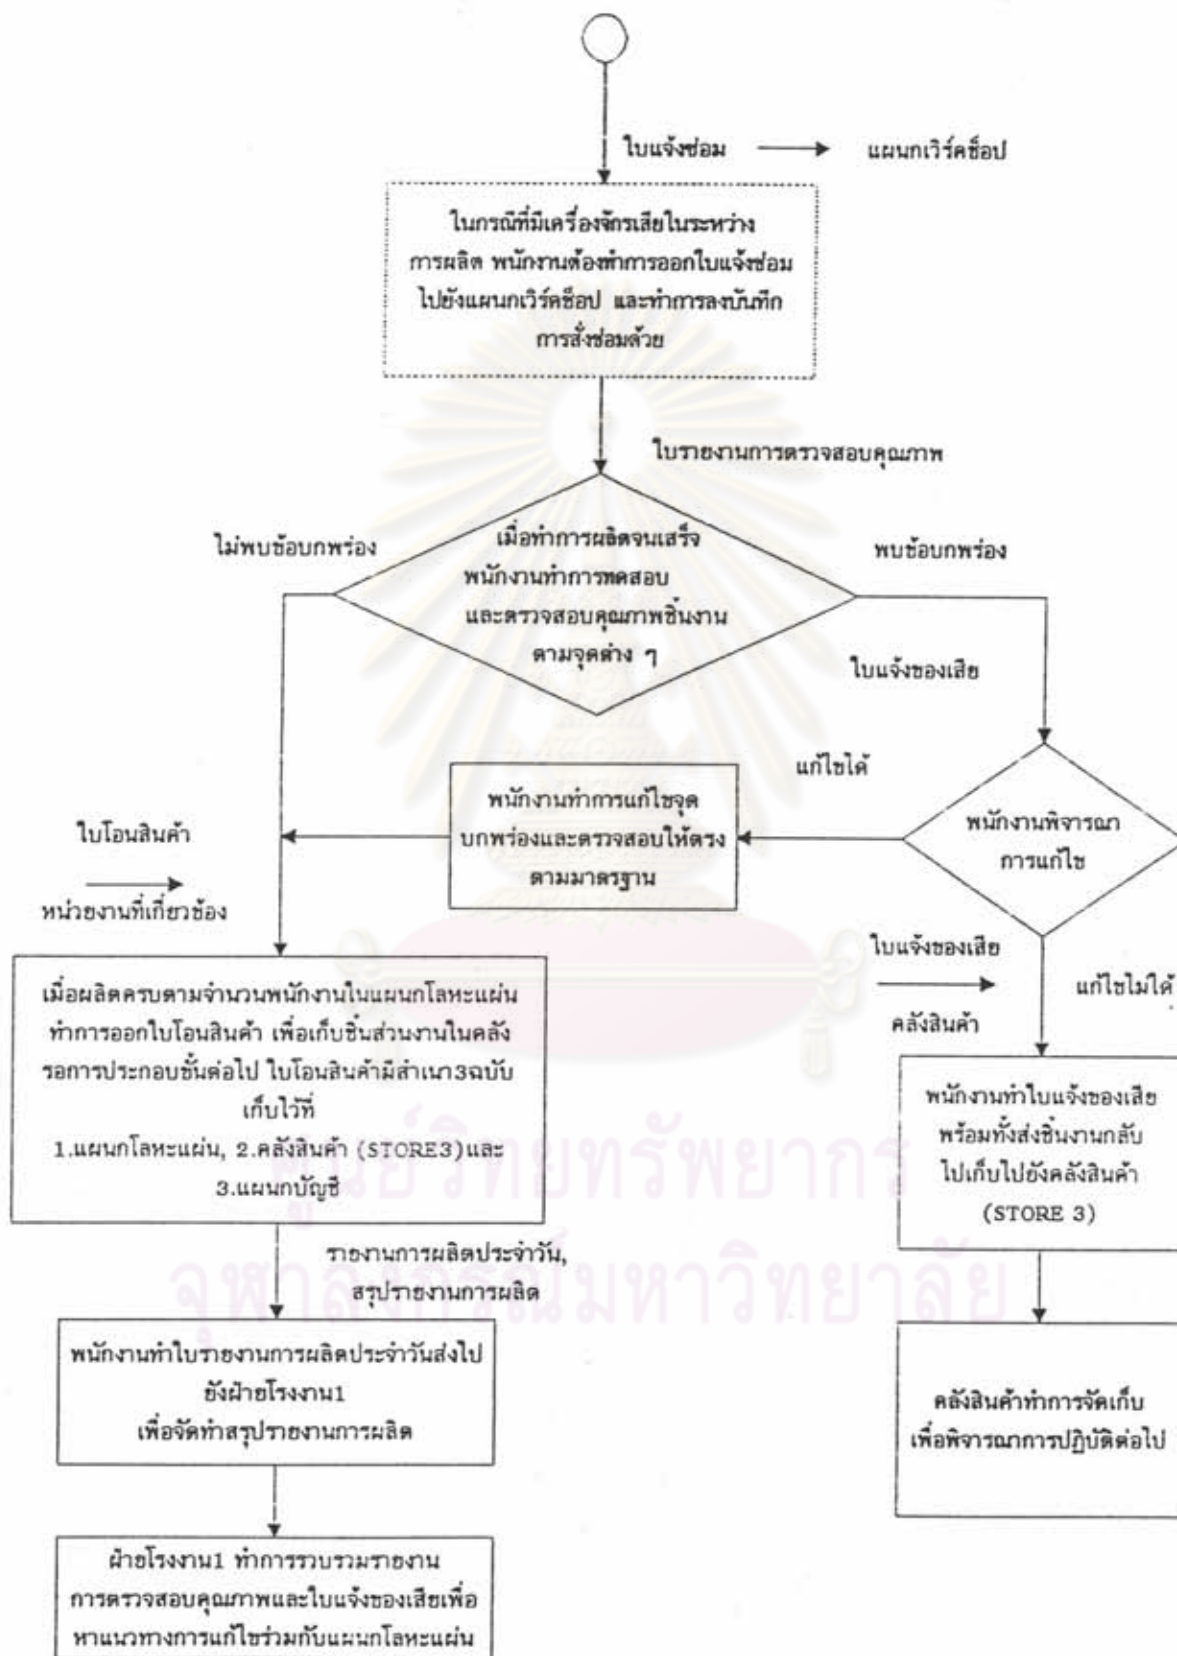 ใบแจ้งซ่อม
แผนกเวิร์คช็อป
ในกรณีที่มีเครื่องจักรเสียในระหว่าง
การผลิต พนักงานต้องทำการออกใบแจ้งซ่อม
ไปยังแผนกเวิร์คช็อป และทำการลงบันทึก
การสั่งซ่อมด้วย
ใบรายงานการตรวจสอบคุณภาพ
ไม่พบข้อบกพร่อง
เมื่อทำการผลิตจนเสร็จ
พนักงานทำการทดสอบ
และตรวจสอบคุณภาพชิ้นงาน
ตามจุดต่าง ๆ
พบข้อบกพร่อง
ใบแจ้งของเสีย
แก้ไขได้
พนักงานทำการแก้ไขจุด
บกพร่องและตรวจสอบให้ตรง
ตามมาตรฐาน
พนักงานพิจารณา
การแก้ไข
ใบโอนสินค้า
หน่วยงานที่เกี่ยวข้อง
ใบแจ้งของเสีย
คลังสินค้า
แก้ไขไม่ได้
เมื่อผลิตครบตามจำนวนพนักงานในแผนกโลหะแผ่น
ทำการออกใบโอนสินค้า เพื่อเก็บชิ้นส่วนงานในคลัง
รอการประกอบขั้นต่อไป ใบโอนสินค้ามีสำเนา3ฉบับ
เก็บไว้ที่
1.แผนกโลหะแผ่น, 2.คลังสินค้า (STORE3)และ
3.แผนกบัญชี
พนักงานทำใบแจ้งของเสีย
พร้อมทั้งส่งชิ้นงานกลับ
ไปเก็บไปยังคลังสินค้า
(STORE 3)
ศูนย์วิทยทรัพยากร
จุฬาลงกรณ์มหาวิทยาลัย
รายงานการผลิตประจำวัน,
สรุปรายงานการผลิต
พนักงานทำใบรายงานการผลิตประจำวันส่งไป
ยังฝ่ายโรงงาน1
เพื่อจัดทำสรุปรายงานการผลิต
คลังสินค้าทำการจัดเก็บ
เพื่อพิจารณาการปฏิบัติต่อไป
ฝ่ายโรงงาน1 ทำการรวบรวมรายงาน
การตรวจสอบคุณภาพและใบแจ้งของเสียเพื่อ
หาแนวทางการแก้ไขร่วมกับแผนกโลหะแผ่น